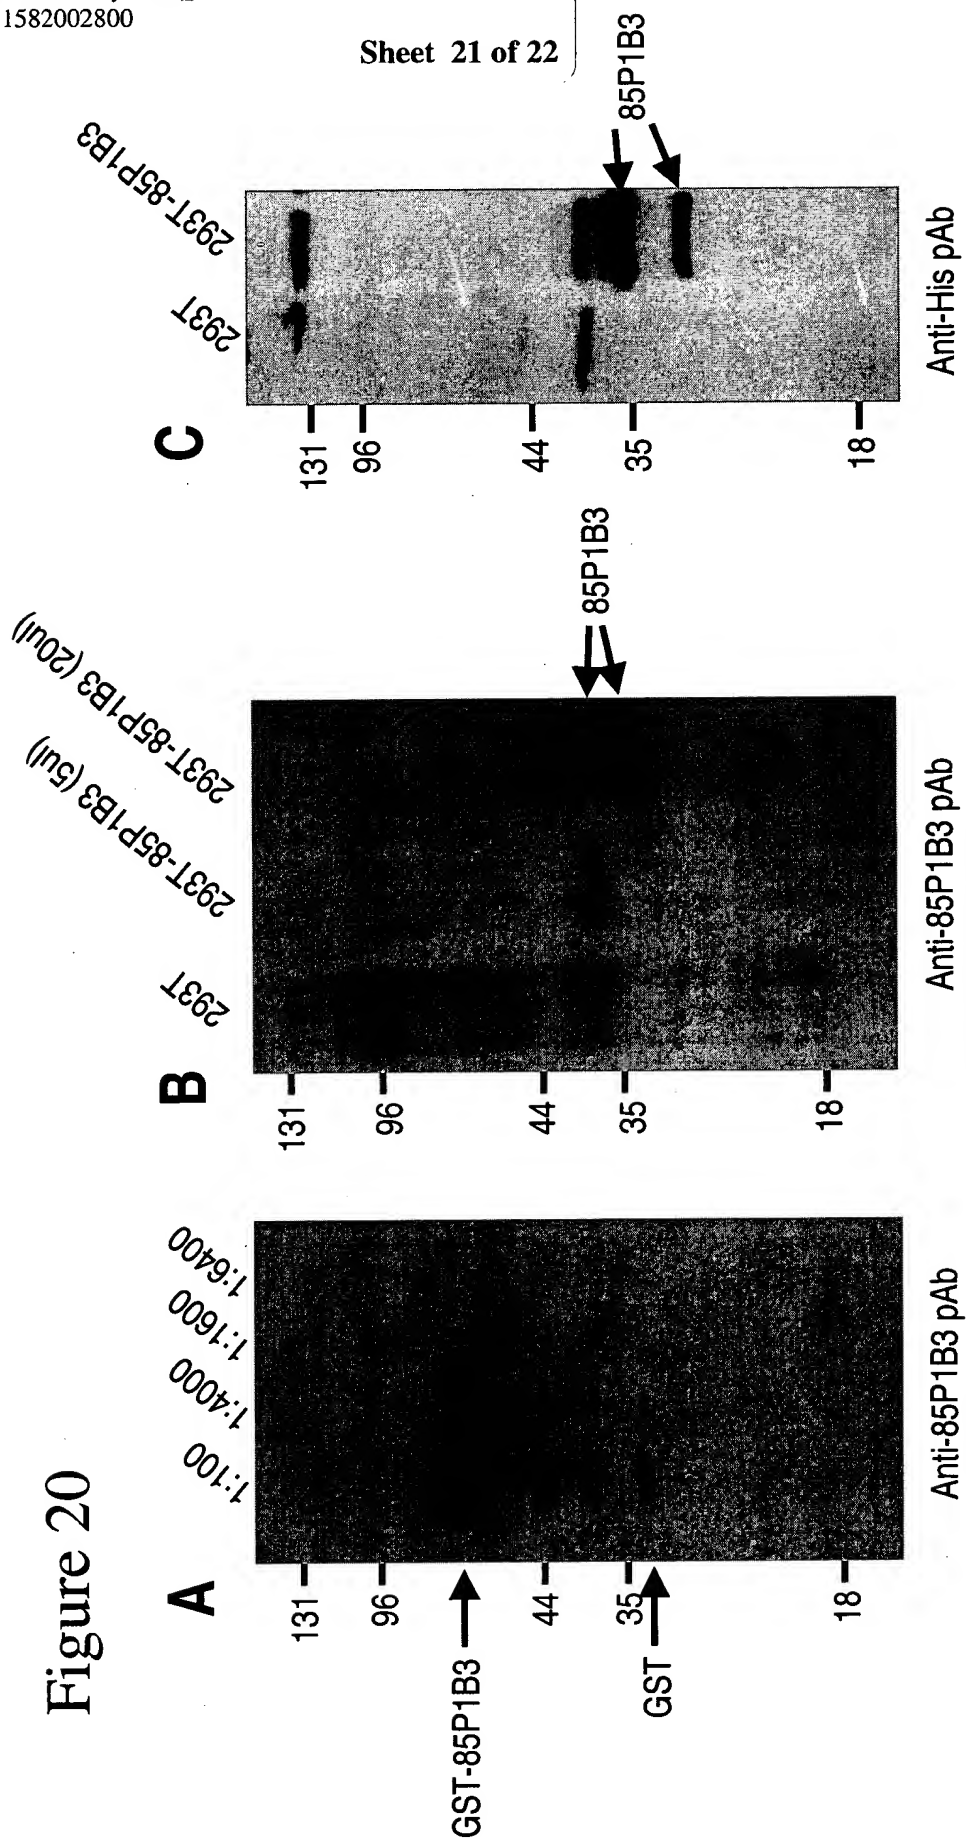 1582002800
Sheet 21 of 22
Figure 20
A
1:100
1:4000
1:1600
1:6400
131
96
GST-85P1B3
44
35
GST
18
Anti-85P1B3 pAb
B
293T
293T-85P1B3 (5ul)
293T-85P1B3 (20ul)
131
96
44
35
18
85P1B3
Anti-85P1B3 pAb
C
293T
293T-85P1B3
131
96
44
35
18
85P1B3
Anti-His pAb